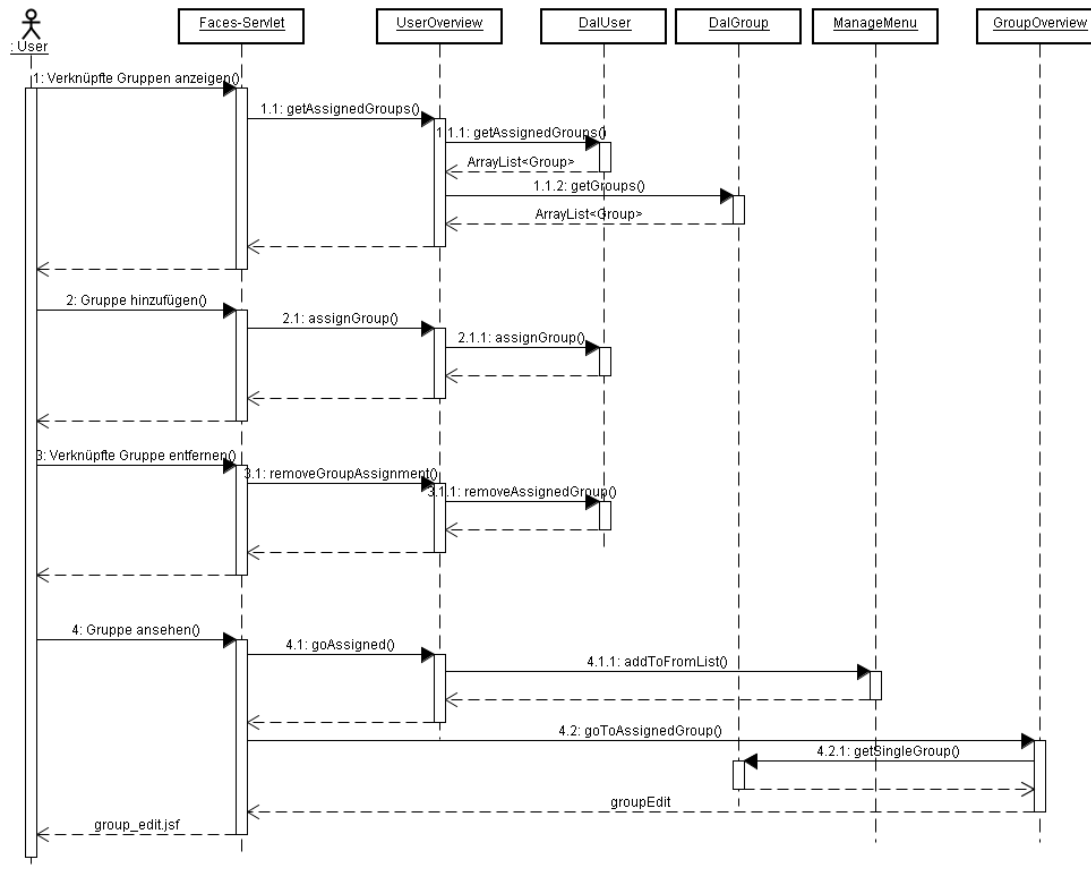 : User
Faces-Servlet
UserOverview
DalUser
DalGroup
ManageMenu
GroupOverview
1: Verknüpfte Gruppen anzeigen()
1.1: getAssignedGroups()
1.1.1: getAssignedGroups()
ArrayList<Group>
1.1.2: getGroups()
ArrayList<Group>
2: Gruppe hinzufügen()
2.1: assignGroup()
2.1.1: assignGroup()
3: Verknüpfte Gruppe entfernen()
3.1: removeGroupAssignment()
3.1.1: removeAssignedGroup()
4: Gruppe ansehen()
4.1: goAssigned()
4.1.1: addToFromList()
4.2: goToAssignedGroup()
4.2.1: getSingleGroup()
groupEdit
group_edit.jsf